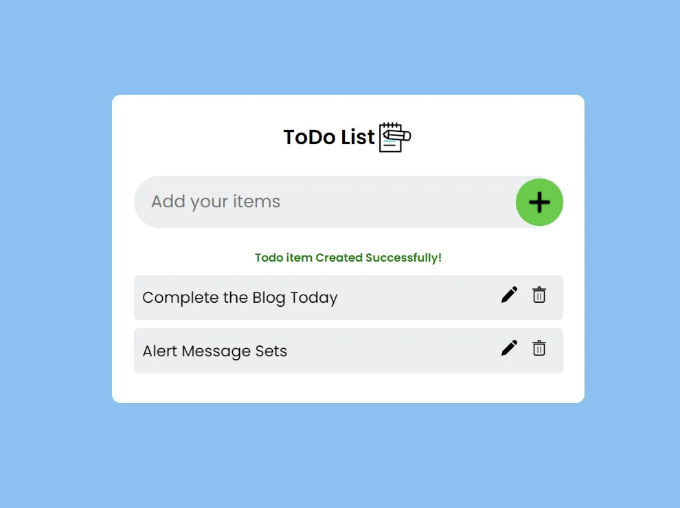 ToDo List
Add your items
Todo item Created Successfully!
Complete the Blog Today
Alert Message Sets